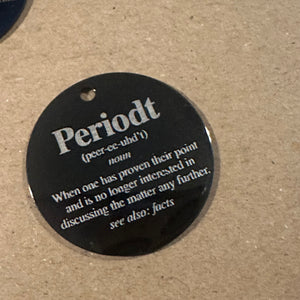 Periodt
(peer-ee-uhd't)
noun
When one has proven their point
and is no longer interested in
discussing the matter any further.
see also: facts